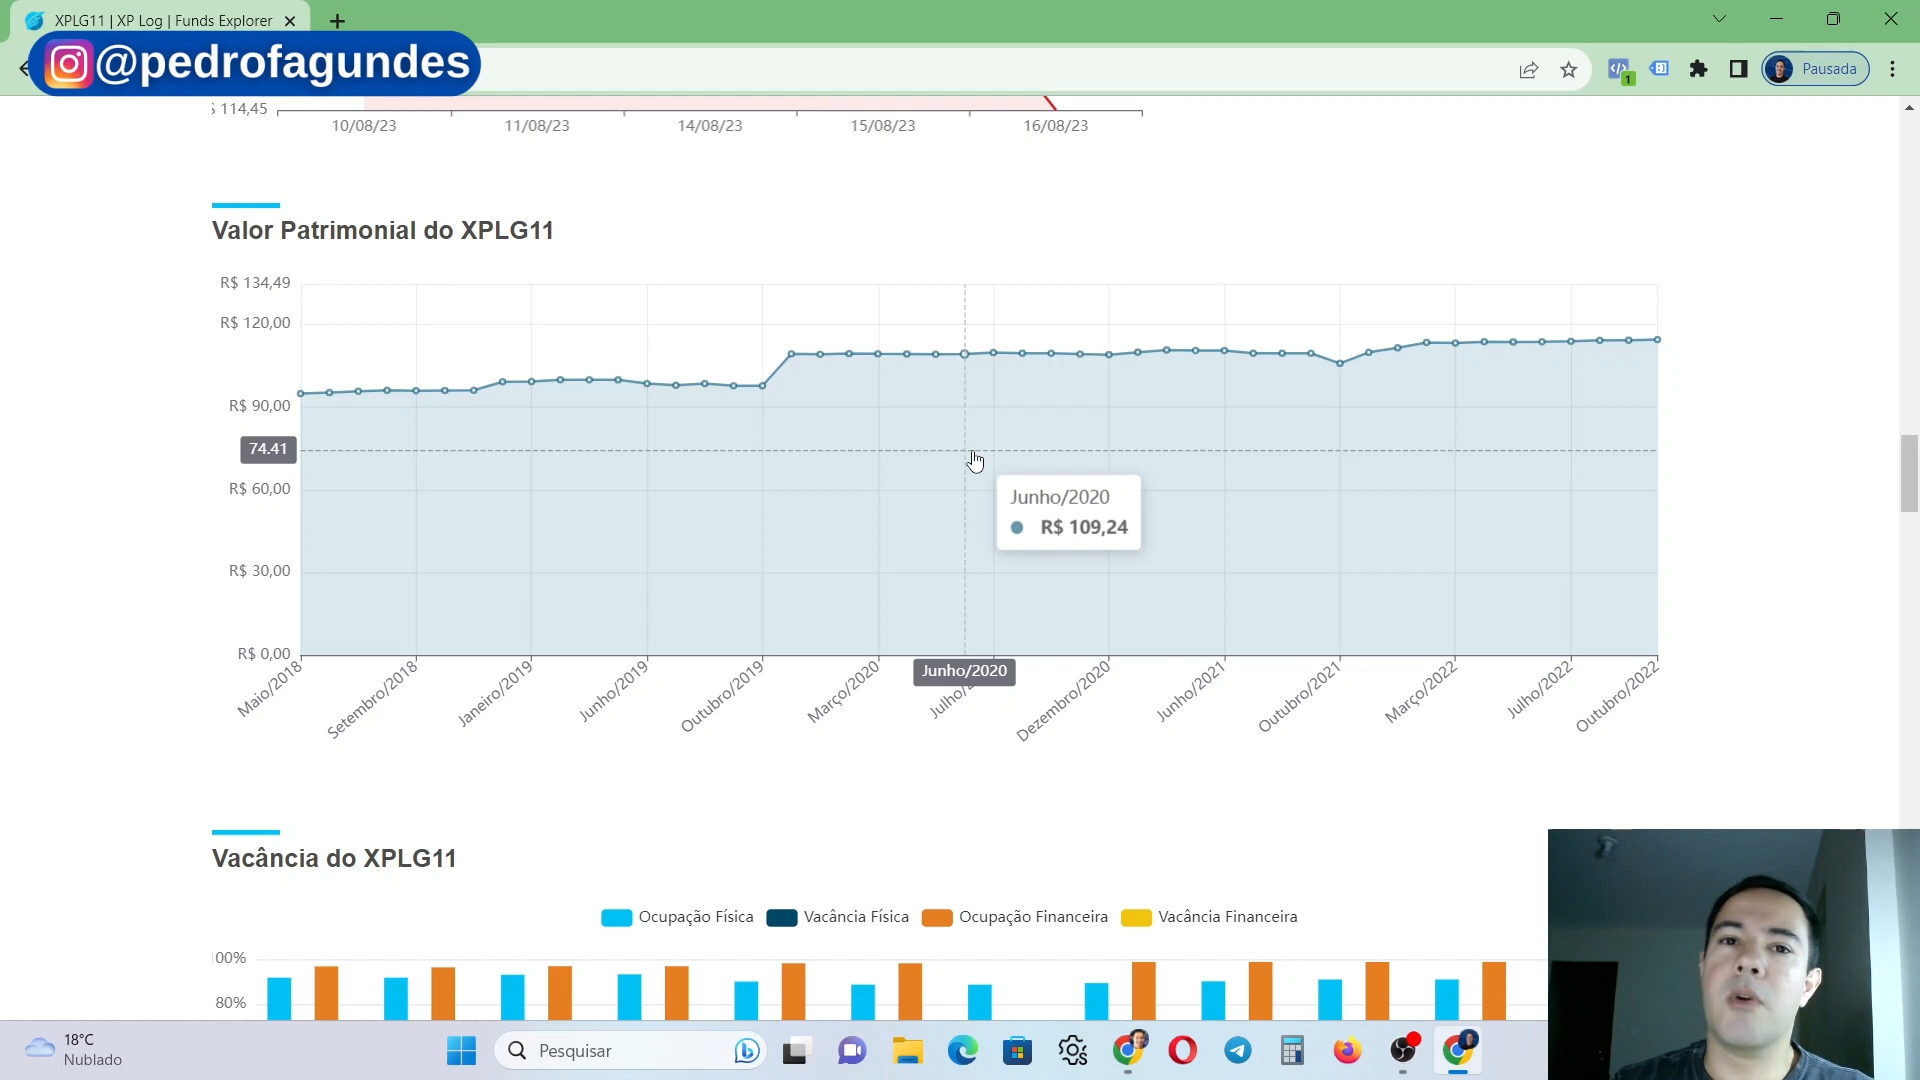 XPLG11 | XP Log | Funds Explorer
@pedrofagundes
1
Pausada
114,45
10/08/23 11/08/23 14/08/23 15/08/23 16/08/23
Valor Patrimonial do XPLG11
R$ 134,49
R$ 120,00
R$ 90,00
74.41
R$ 60,00
Junho/2020
R$ 109,24
R$ 30,00
R$ 0,00
Junho/2020
Maio/2018 Setembro/2018 Janeiro/2019 Junho/2019 Outubro/2019 Março/2020 Dezembro/2020 Junho/2021 Outubro/2021 Março/2022 Julho/2022 Outubro/2022
Vacância do XPLG11
Ocupação Física Vacância Física Ocupação Financeira Vacância Financeira
00%
80%
18°C
Nublado
Pesquisar